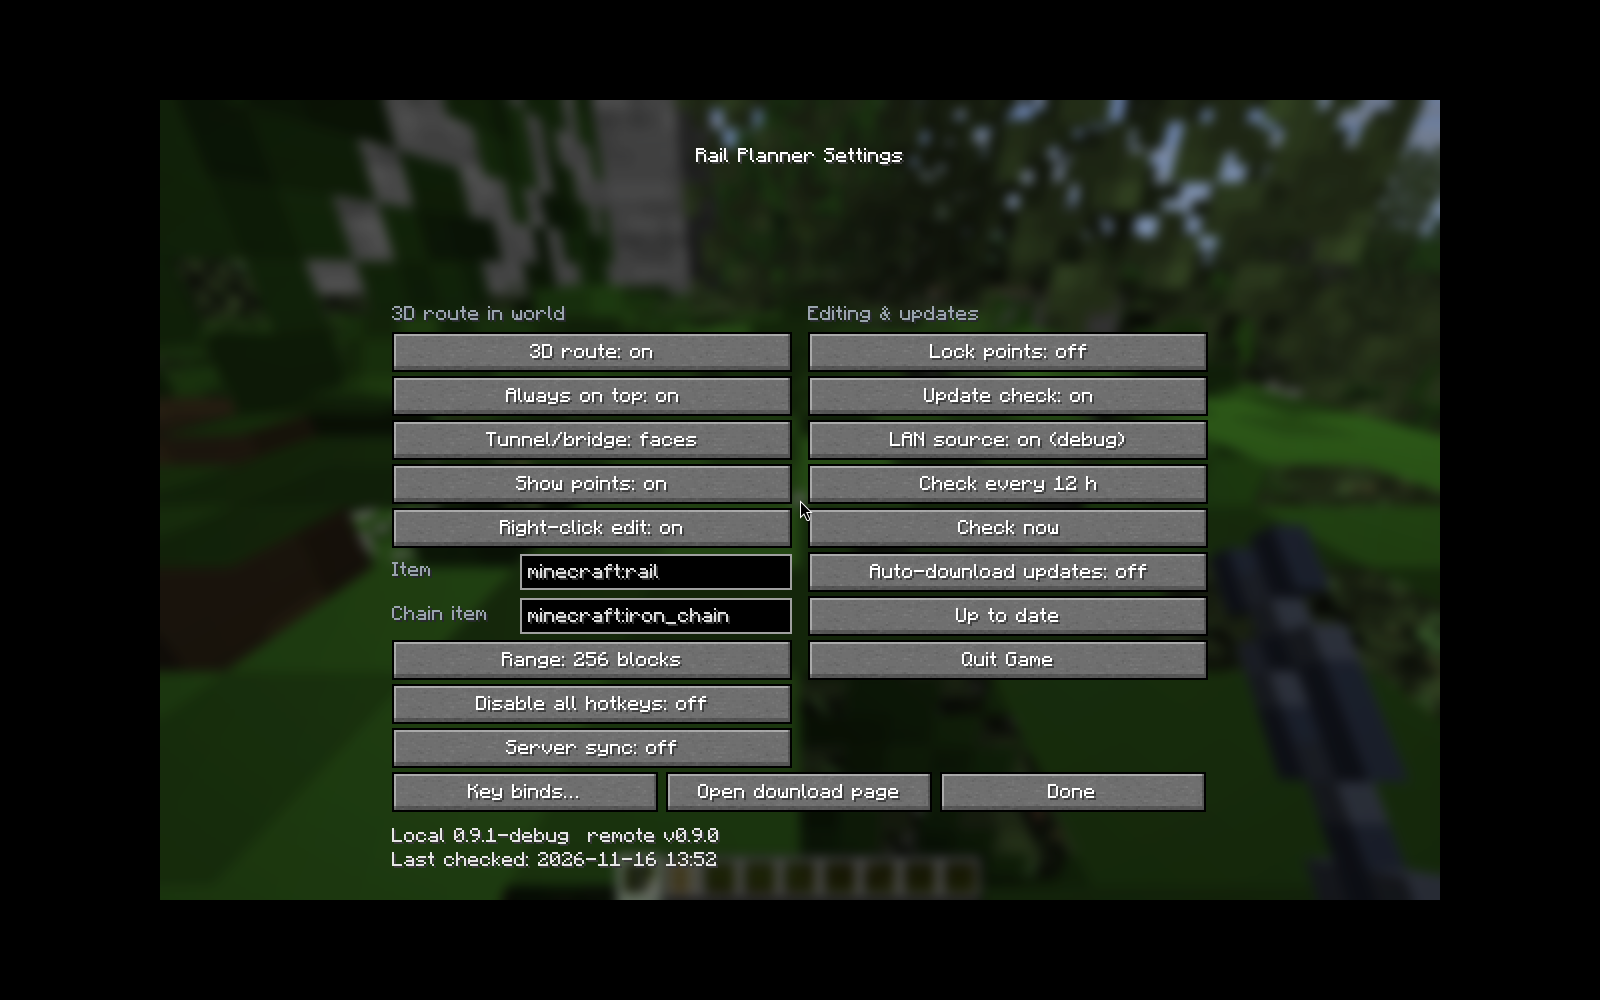 Rail Planner Settings
3D route in world
3D route: on
Always on top: on
Tunnel/bridge: faces
Show points: on
Right-click edit: on
Item
minecraft:rail
Chain item
minecraft:iron_chain
Range: 256 blocks
Disable all hotkeys: off
Server sync: off
Editing & updates
Lock points: off
Update check: on
LAN source: on (debug)
Check every 12 h
Check now
Auto-download updates: off
Up to date
Quit Game
Key binds...
Open download page
Done
Local 0.9.1-debug remote v0.9.0
Last checked: 2026-11-16 13:52